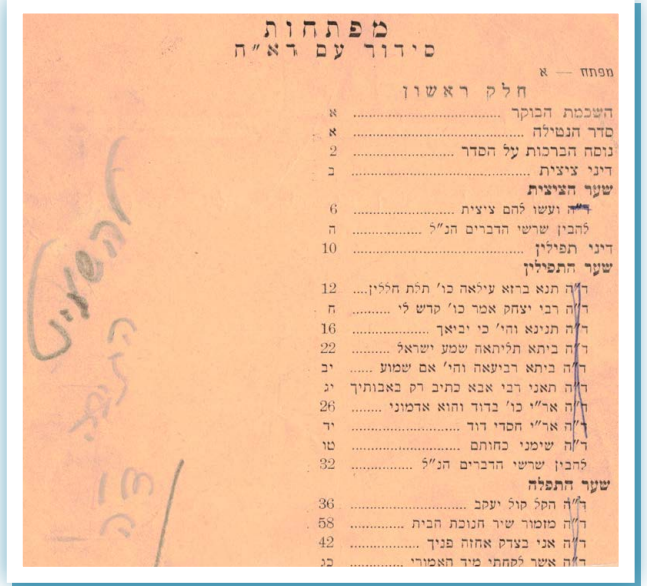 מפתחות
סידור עם דא״ח
מפתח — א
חלק ראשון
השכמת הבוקר ........ א
סדר הנטילה ........ א
נוסח הברכות על הסדר ........ 2
דיני ציצית ........ ב
שער הציצית
ד״ה ועשו להם ציצית ........ 6
להבין שרשי הדברים הנ״ל ........ ה
דיני תפילין ........ 10
שער התפילין
ד״ה תנא ברזא עילאה כו׳ תלת חללין.... 12
ד״ה רבי יצחק אמר כו׳ קדש לי ........ ח
ד״ה תנינא והי׳ כי יביאך ........ 16
ד״ה ביתא תליתאה שמע ישראל ........ 22
ד״ה ביתא רביעאה והי׳ אם שמוע ...... יב
ד״ה תאני רבי אבא כתיב רק באבותיך יג
ד״ה אר״י כו׳ בדוד והוא אדמוני ........ 26
ד״ה אר״י חסדי דוד ........ יד
ד״ה שימני כחותם ........ טו
להבין שרשי הדברים הנ״ל ........ 32
שער התפלה
ד״ה הקל קול יעקב ........ 36
ד״ה מזמור שיר חנוכת הבית ........ 58
ד״ה אני בצדק אחזה פניך ........ 42
ד״ה אשר לקחתי מיד האמורי ........ כג